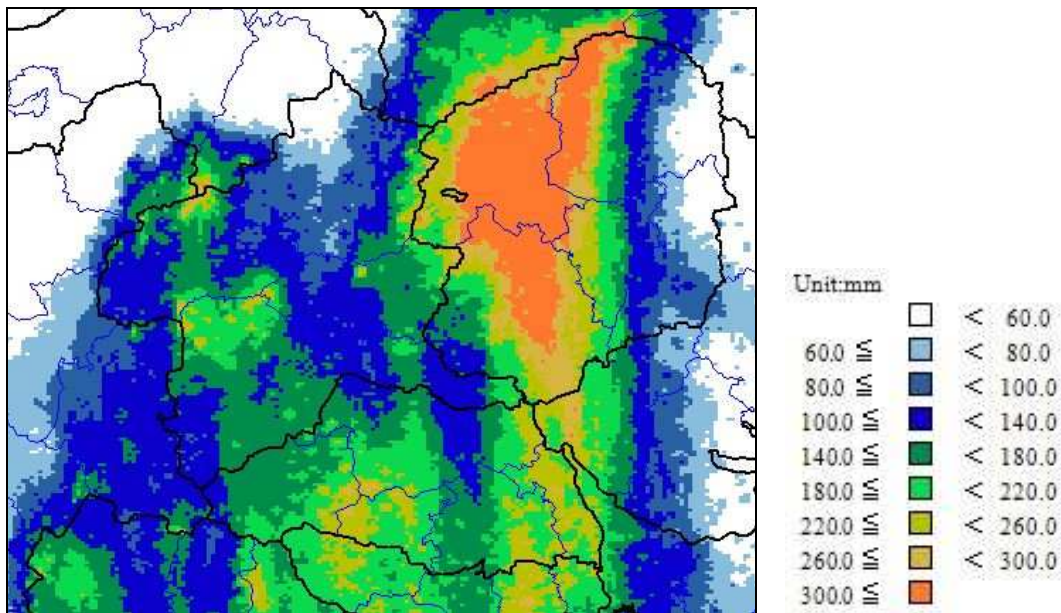 Unit:mm
< 60.0
60.0 ≦ < 80.0
80.0 ≦ < 100.0
100.0 ≦ < 140.0
140.0 ≦ < 180.0
180.0 ≦ < 220.0
220.0 ≦ < 260.0
260.0 ≦ < 300.0
300.0 ≦